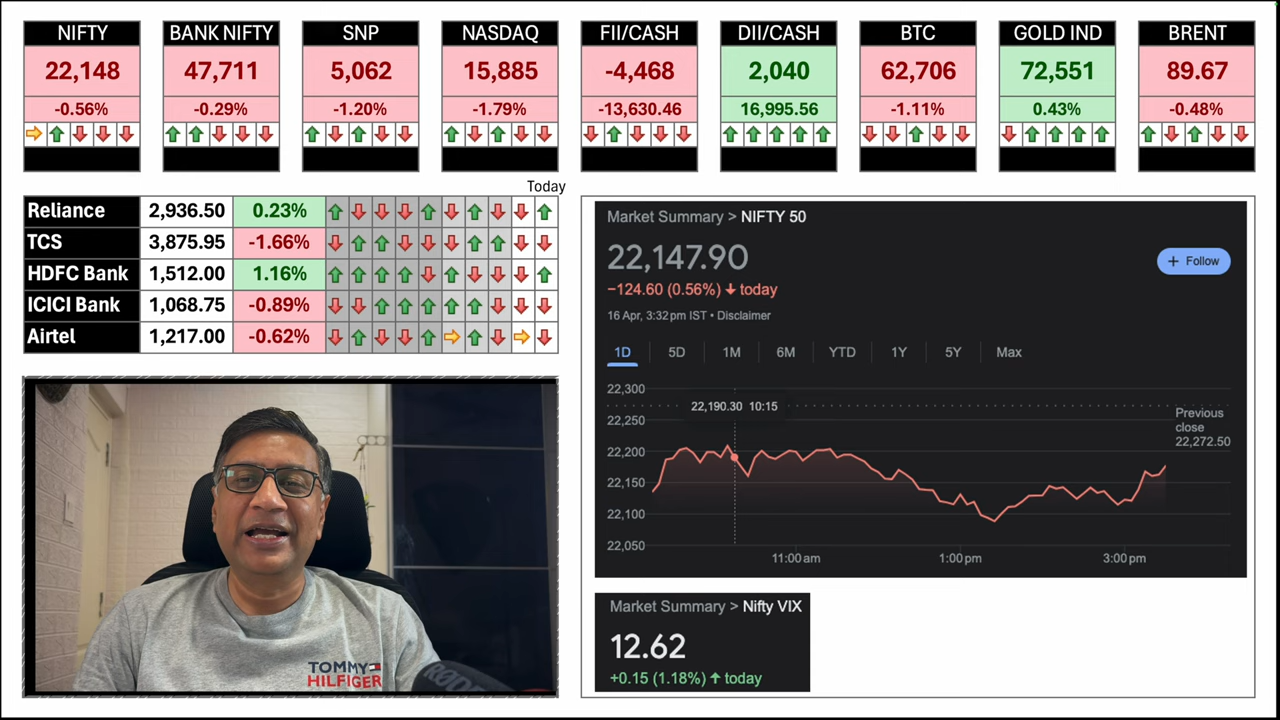 NIFTY BANK NIFTY SNP NASDAQ FII/CASH DII/CASH BTC GOLD IND BRENT
22,148 47,711 5,062 15,885 -4,468 2,040 62,706 72,551 89.67
-0.56% -0.29% -1.20% -1.79% -13,630.46 16,995.56 -1.11% 0.43% -0.48%
Today
Reliance 2,936.50 0.23%
TCS 3,875.95 -1.66%
HDFC Bank 1,512.00 1.16%
ICICI Bank 1,068.75 -0.89%
Airtel 1,217.00 -0.62%
Market Summary > NIFTY 50
22,147.90
+ Follow
−124.60 (0.56%) ↓ today
16 Apr, 3:32 pm IST • Disclaimer
1D 5D 1M 6M YTD 1Y 5Y Max
22,300
22,190.30 10:15
22,250
Previous
close
22,272.50
22,200
22,150
22,100
22,050
11:00 am 1:00 pm 3:00 pm
Market Summary > Nifty VIX
12.62
+0.15 (1.18%) ↑ today
TOMMY
HILFIGER
RØDE